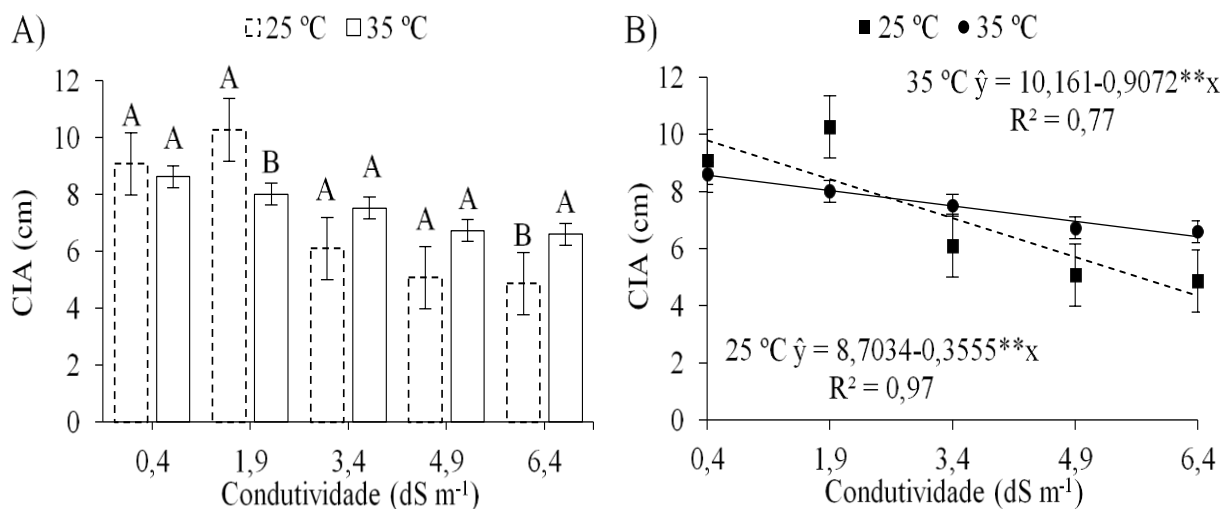 A)
25 ºC 35 ºC
CIA (cm)
12
10
8
6
4
2
0
A A A B A A A A B A
0,4 1,9 3,4 4,9 6,4
Condutividade (dS m⁻¹)
B)
25 ºC 35 ºC
CIA (cm)
12
10
8
6
4
2
0
35 ºC ŷ = 10,161-0,9072**x
R² = 0,77
25 ºC ŷ = 8,7034-0,3555**x
R² = 0,97
0,4 1,9 3,4 4,9 6,4
Condutividade (dS m⁻¹)